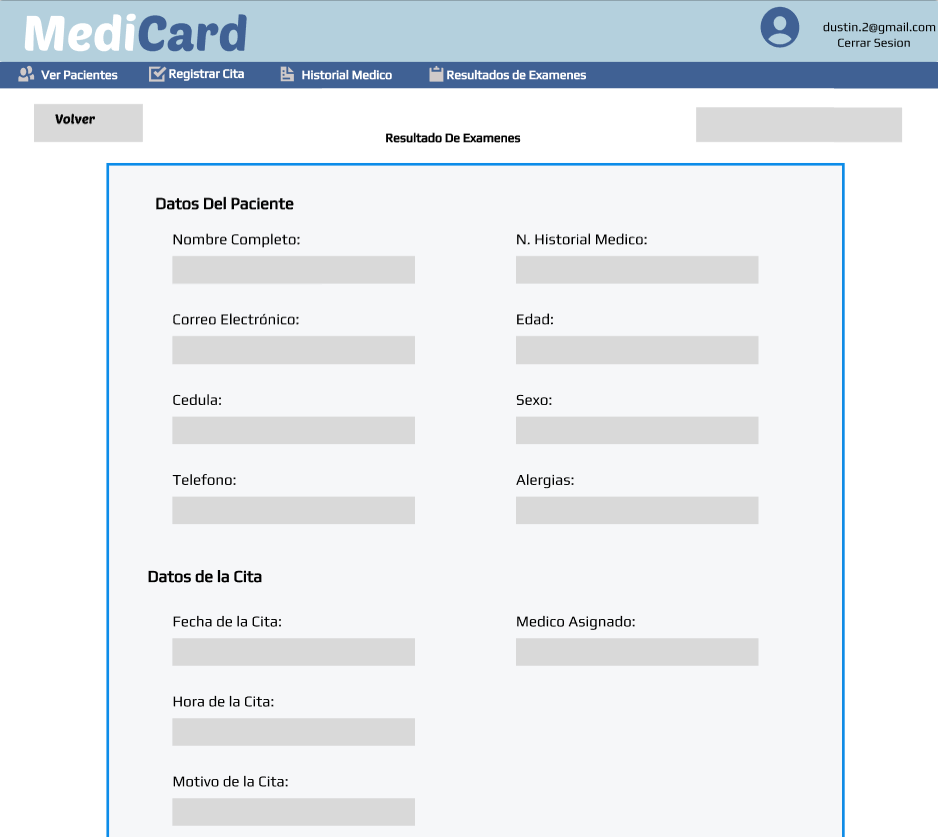 MediCard
dustin.2@gmail.com
Cerrar Sesion
Ver Pacientes
Registrar Cita
Historial Medico
Resultados de Examenes
Volver
Resultado De Examenes
Datos Del Paciente
Nombre Completo:
N. Historial Medico:
Correo Electrónico:
Edad:
Cedula:
Sexo:
Telefono:
Alergias:
Datos de la Cita
Fecha de la Cita:
Medico Asignado:
Hora de la Cita:
Motivo de la Cita: